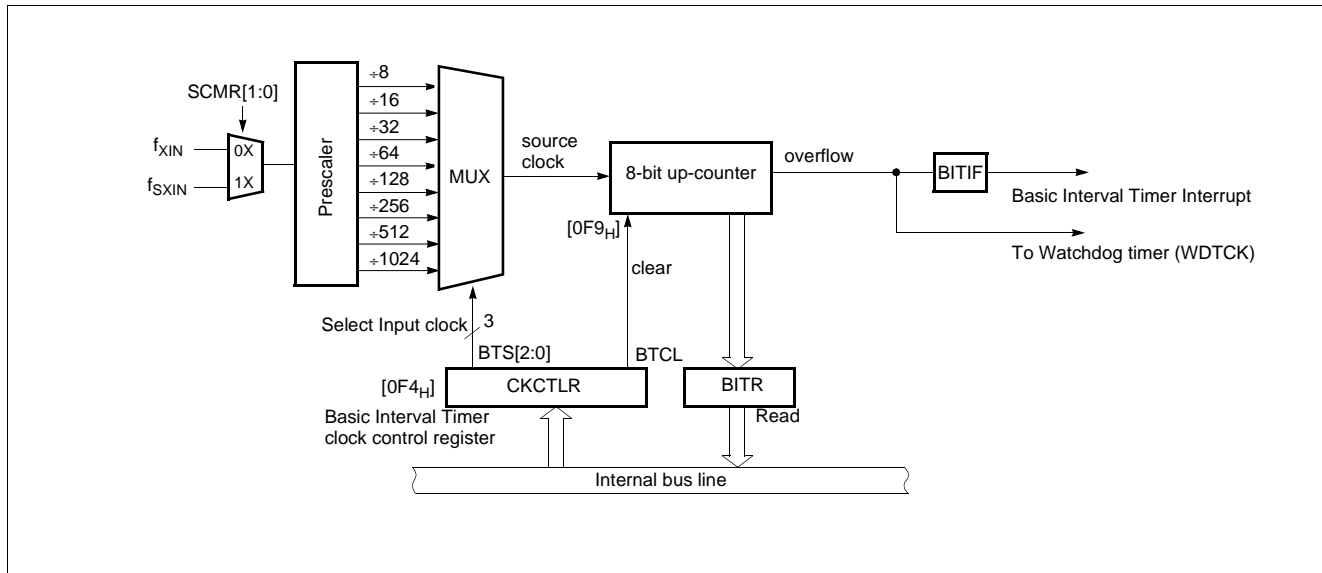 SCMR[1:0]
fXIN
fSXIN
0X
1X
Prescaler
÷8
÷16
÷32
÷64
÷128
÷256
÷512
÷1024
MUX
source
clock
8-bit up-counter
overflow
BITIF
Basic Interval Timer Interrupt
To Watchdog timer (WDTCK)
[0F9H]
clear
Select Input clock
3
BTS[2:0]
BTCL
[0F4H]
CKCTLR
BITR
Basic Interval Timer
clock control register
Read
Internal bus line